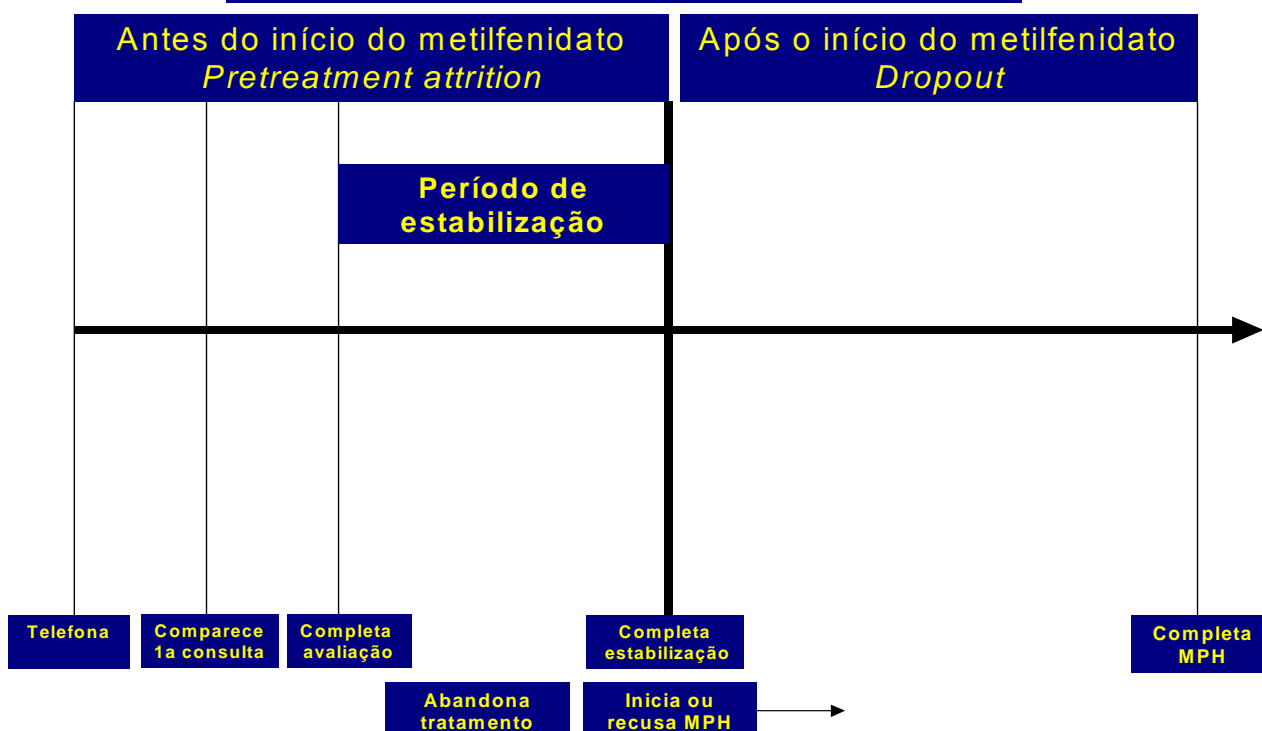 Antes do início do metilfenidato
Pretreatment attrition
Após o início do metilfenidato
Dropout
Período de
estabilização
Telefona
Comparece
1a consulta
Completa
avaliação
Completa
estabilização
Completa
MPH
Abandona
tratamento
Inicia ou
recusa MPH